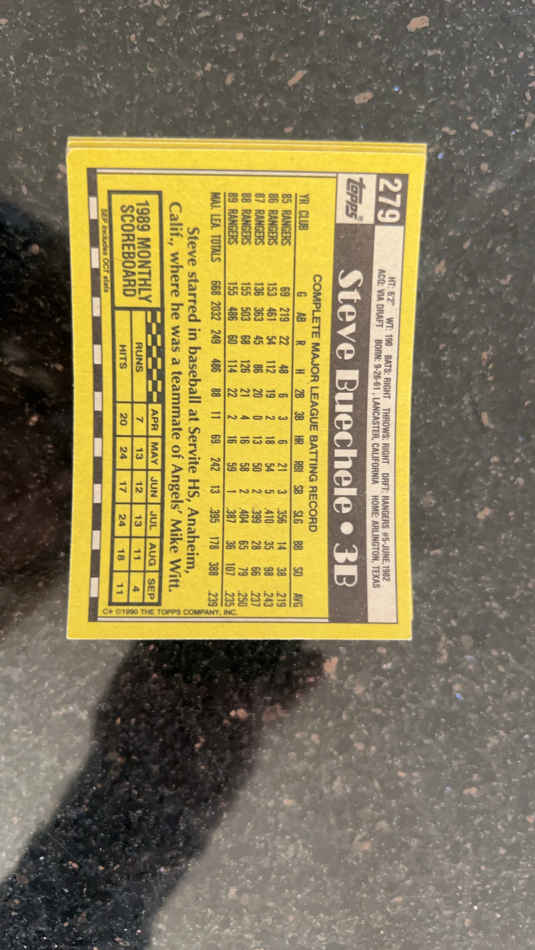 279
Topps®
HT: 6'2" WT: 190 BATS: RIGHT THROWS: RIGHT DRFT: RANGERS #5-JUNE, 1982
ACQ: VIA DRAFT BORN: 9-26-61, LANCASTER, CALIFORNIA HOME: ARLINGTON, TEXAS
Steve Buechele • 3B
COMPLETE MAJOR LEAGUE BATTING RECORD
YR CLUB G AB R H 2B 3B HR RBI SB SLG BB SO AVG
85 RANGERS 69 219 22 48 6 3 6 21 3 .356 14 38 .219
86 RANGERS 153 461 54 112 19 2 18 54 5 .410 35 98 .243
87 RANGERS 136 363 45 86 20 0 13 50 2 .399 28 66 .237
88 RANGERS 155 503 68 126 21 4 16 58 2 .404 65 79 .250
89 RANGERS 155 486 60 114 22 2 16 59 1 .387 36 107 .235
MAJ. LEA. TOTALS 668 2032 249 486 88 11 69 242 13 .395 178 388 .239
Steve starred in baseball at Servite HS, Anaheim,
Calif., where he was a teammate of Angels' Mike Witt.
1989 MONTHLY
SCOREBOARD
APR MAY JUN JUL AUG SEP
RUNS 7 13 12 13 11 4
HITS 20 24 17 24 18 11
SEP includes OCT stats
C* ©1990 THE TOPPS COMPANY, INC.